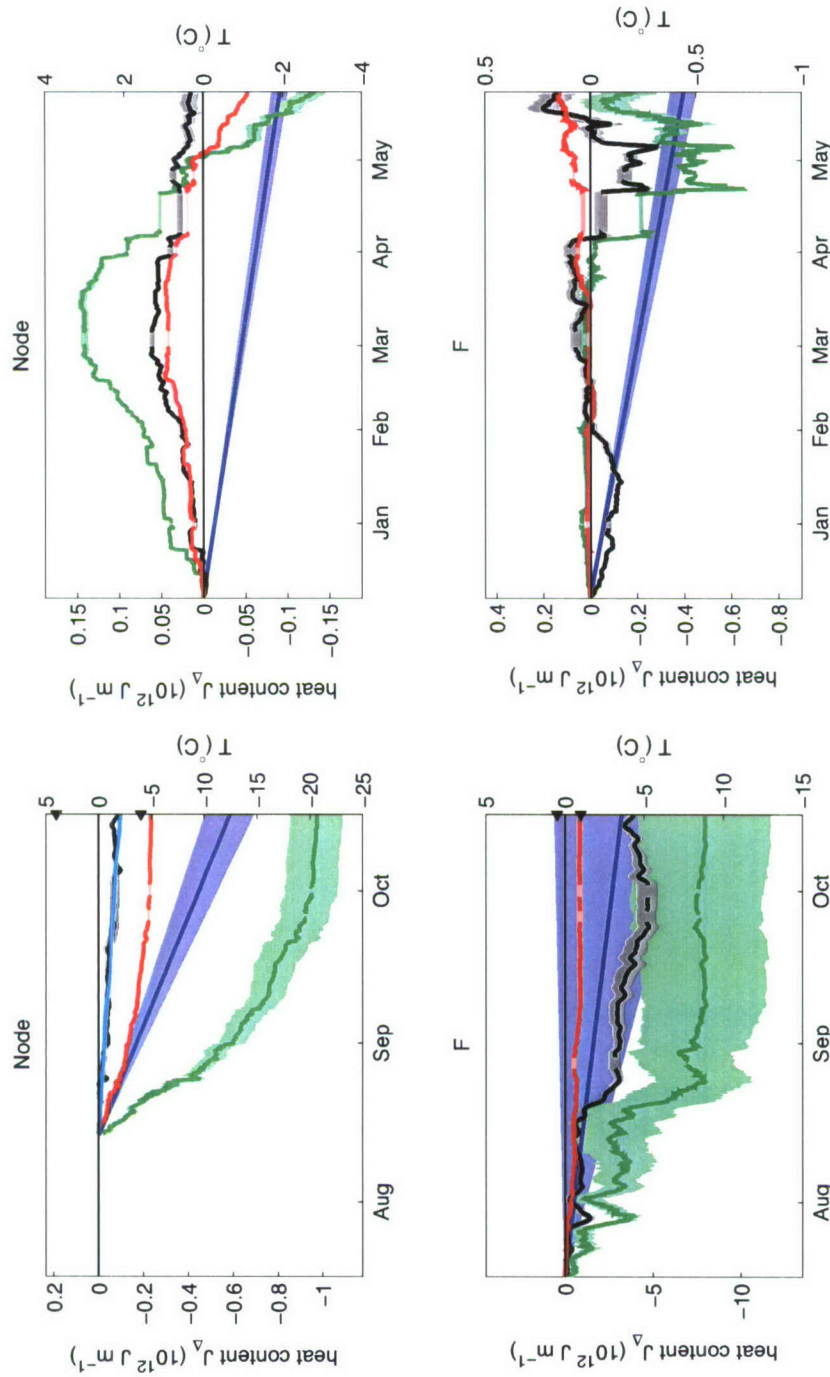 Node
0.2
0
−0.2
−0.4
−0.6
−0.8
−1
heat content J_Δ (10^12 J m^−1)
5
0
−5
−10
−15
−20
−25
T (°C)
Aug
Sep
Oct
Node
0.15
0.1
0.05
0
−0.05
−0.1
−0.15
heat content J_Δ (10^12 J m^−1)
4
3
2
1
0
−1
−2
−3
−4
T (°C)
Jan
Feb
Mar
Apr
May
F
0
−5
−10
heat content J_Δ (10^12 J m^−1)
5
0
−5
−10
−15
T (°C)
Aug
Sep
Oct
F
0.4
0.2
0
−0.2
−0.4
−0.6
−0.8
heat content J_Δ (10^12 J m^−1)
0.5
0
−0.5
−1
T (°C)
Jan
Feb
Mar
Apr
May